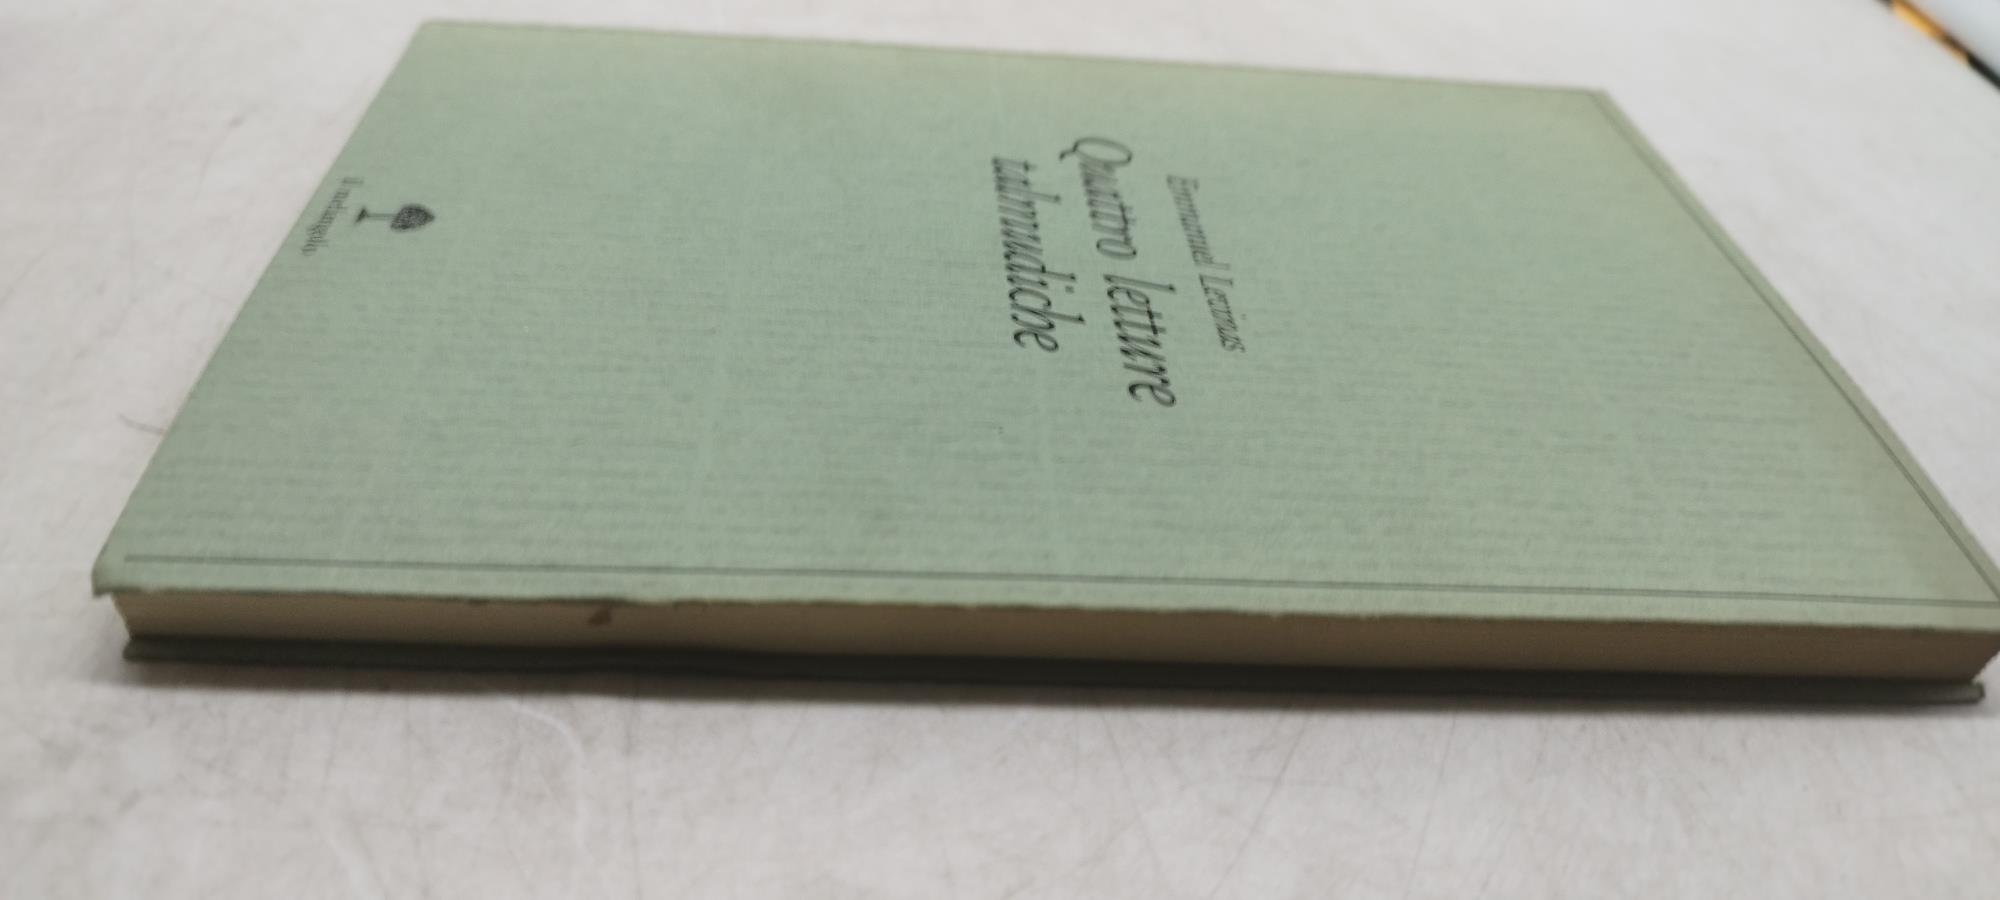 Emmanuel Levinas
Quattro letture
talmudiche
il melangolo